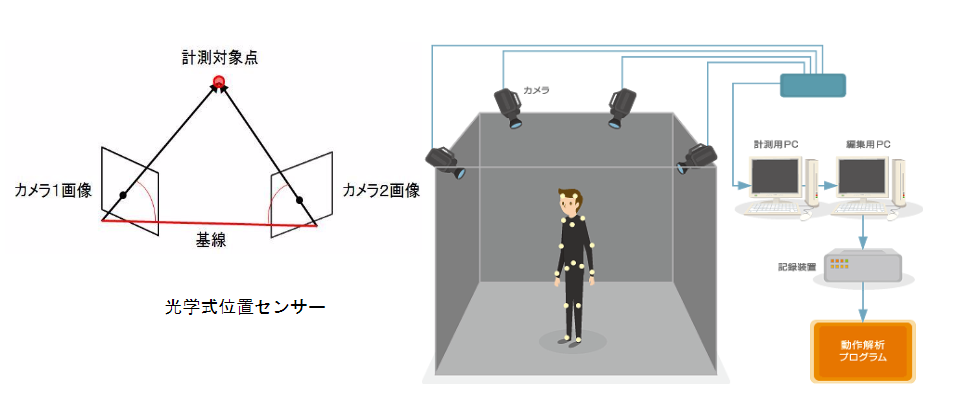 計測対象点
カメラ1画像
カメラ2画像
基線
光学式位置センサー
カメラ
計測用PC
編集用PC
記録装置
動作解析
プログラム